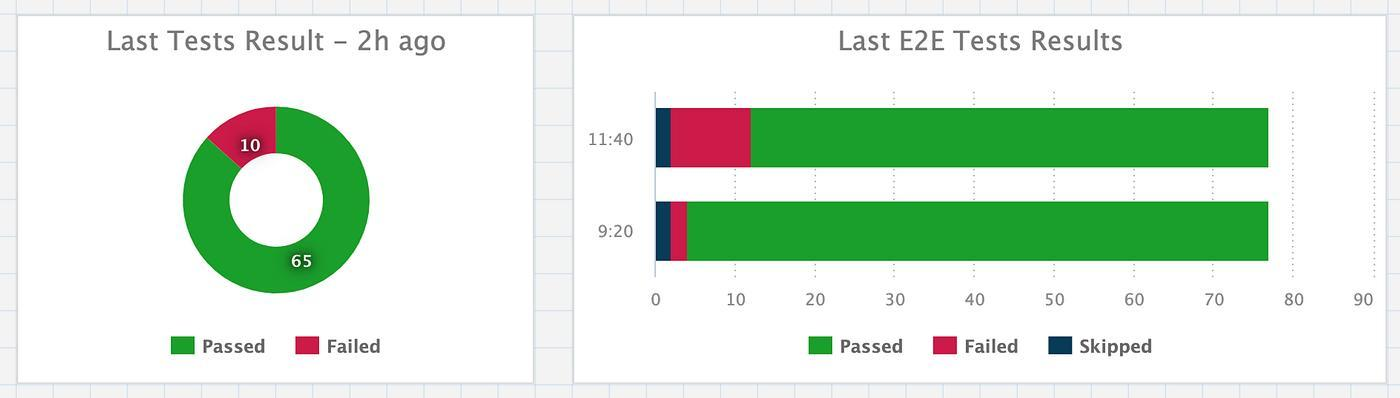 Last Tests Result – 2h ago
10
65
Passed Failed
Last E2E Tests Results
11:40
9:20
0 10 20 30 40 50 60 70 80 90
Passed Failed Skipped